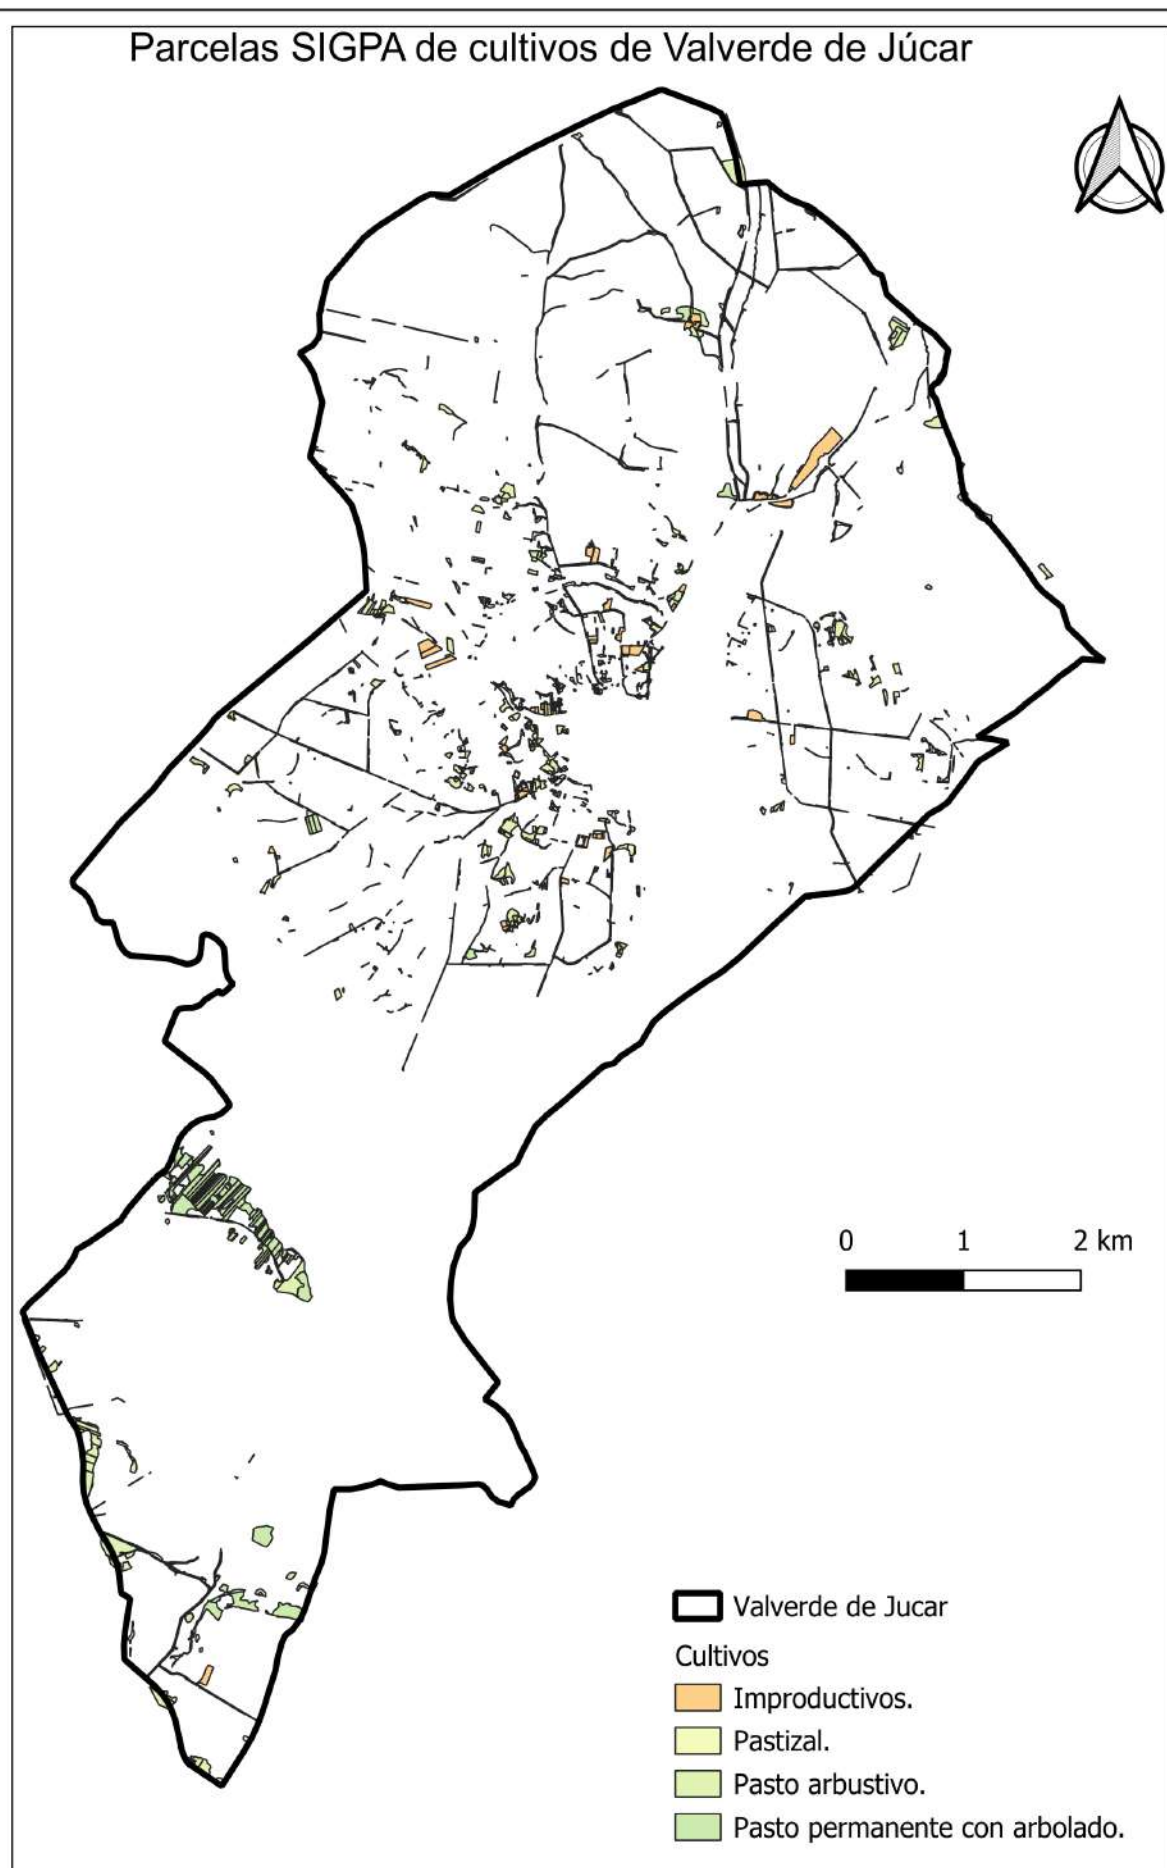 Parcelas SIGPA de cultivos de Valverde de Júcar
0 1 2 km
Valverde de Jucar
Cultivos
Improductivos.
Pastizal.
Pasto arbustivo.
Pasto permanente con arbolado.